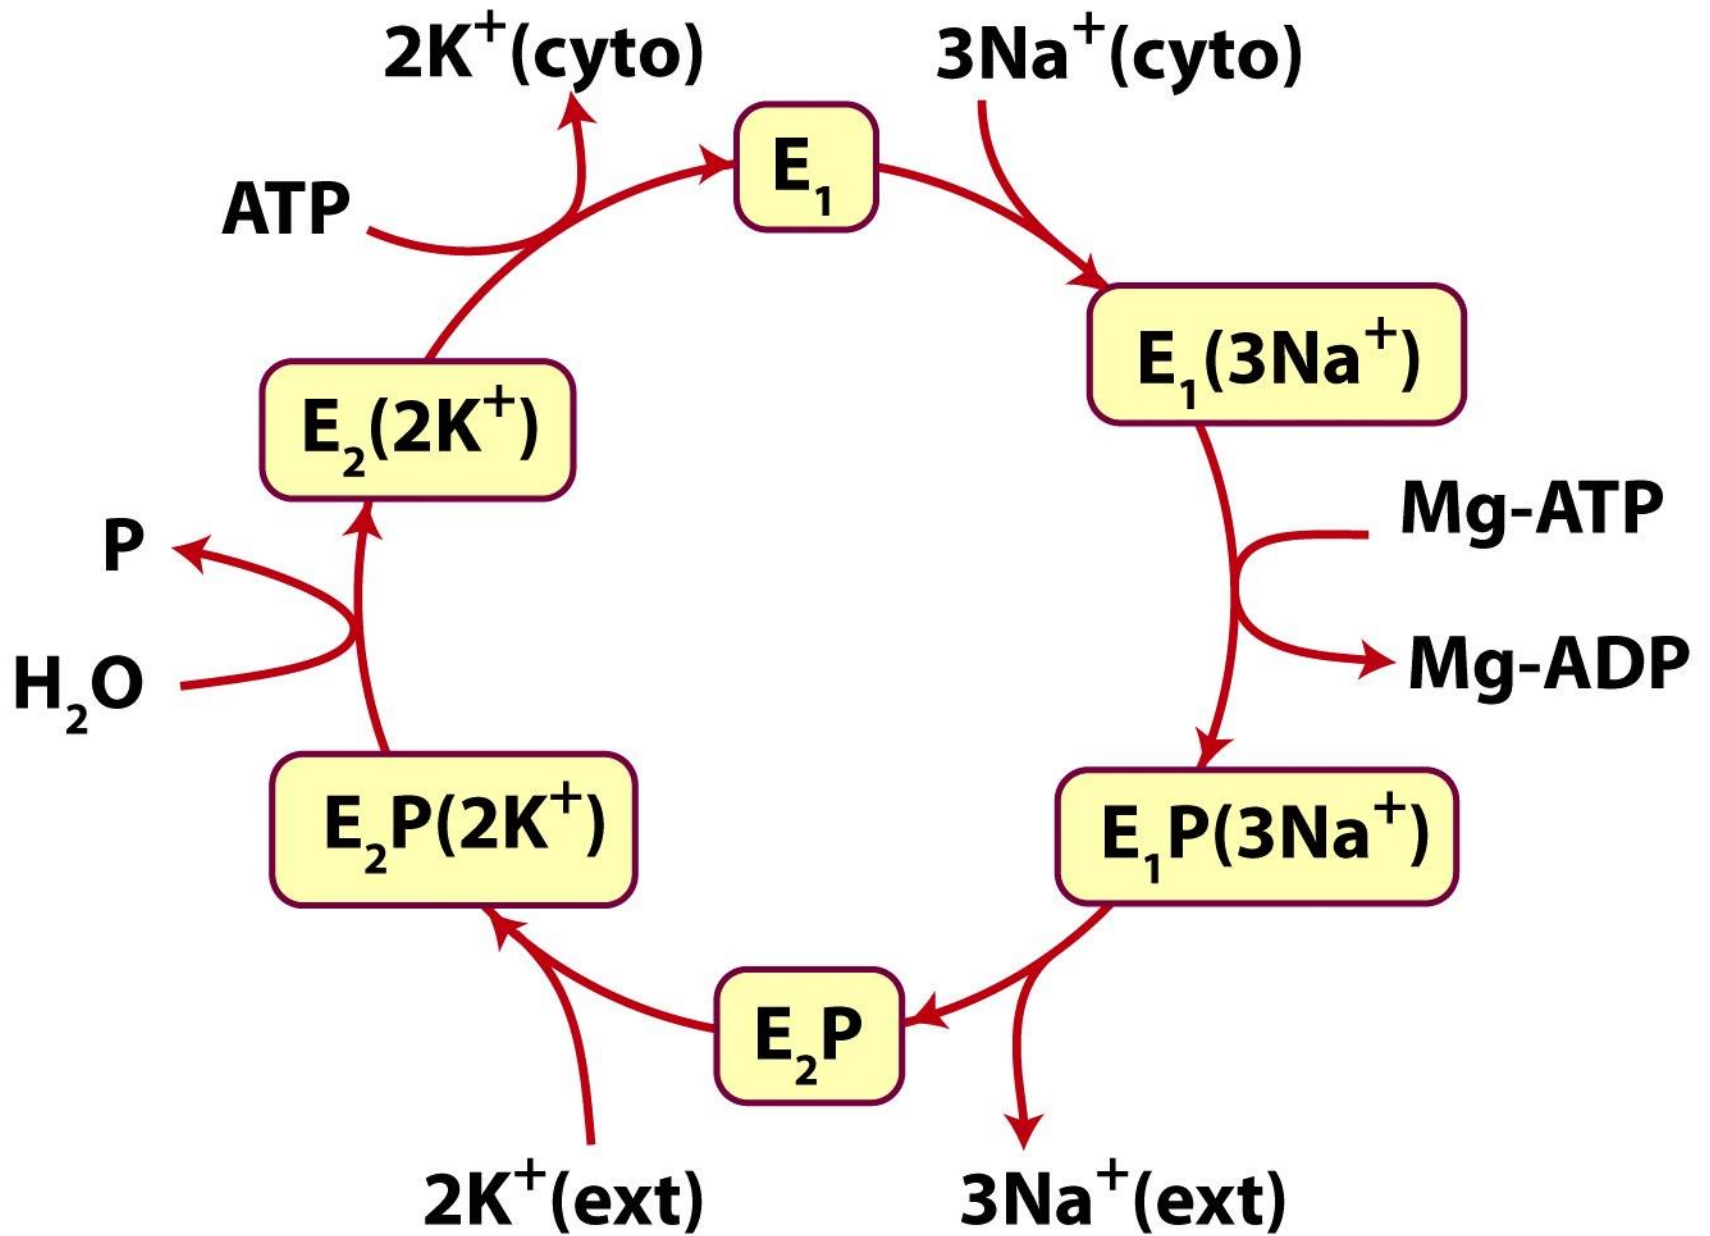 2K⁺(cyto)
3Na⁺(cyto)
E₁
ATP
E₁(3Na⁺)
E₂(2K⁺)
Mg-ATP
P
Mg-ADP
H₂O
E₂P(2K⁺)
E₁P(3Na⁺)
E₂P
2K⁺(ext)
3Na⁺(ext)